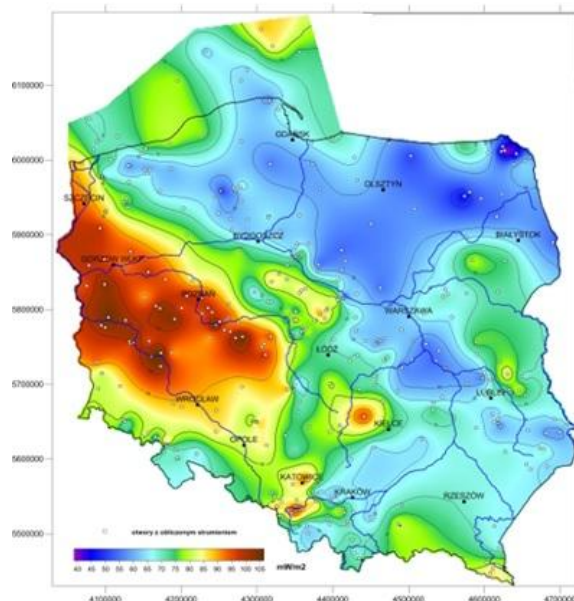 6100000
GDAŃSK
6000000
OLSZTYN
SZCZECIN
BYDGOSZCZ
BIAŁYSTOK
5900000
GORZÓW WLKP
POZNAŃ
5800000
WARSZAWA
ŁÓDŹ
5700000
LUBLIN
WROCŁAW
KIELCE
OPOLE
5600000
KATOWICE
KRAKÓW
RZESZÓW
5500000
otwory z obliczonym strumieniem
mW/m2
40 45 50 55 60 65 70 75 80 85 90 95 100 105
4100000 4200000 4300000 4400000 4500000 4600000 4700000